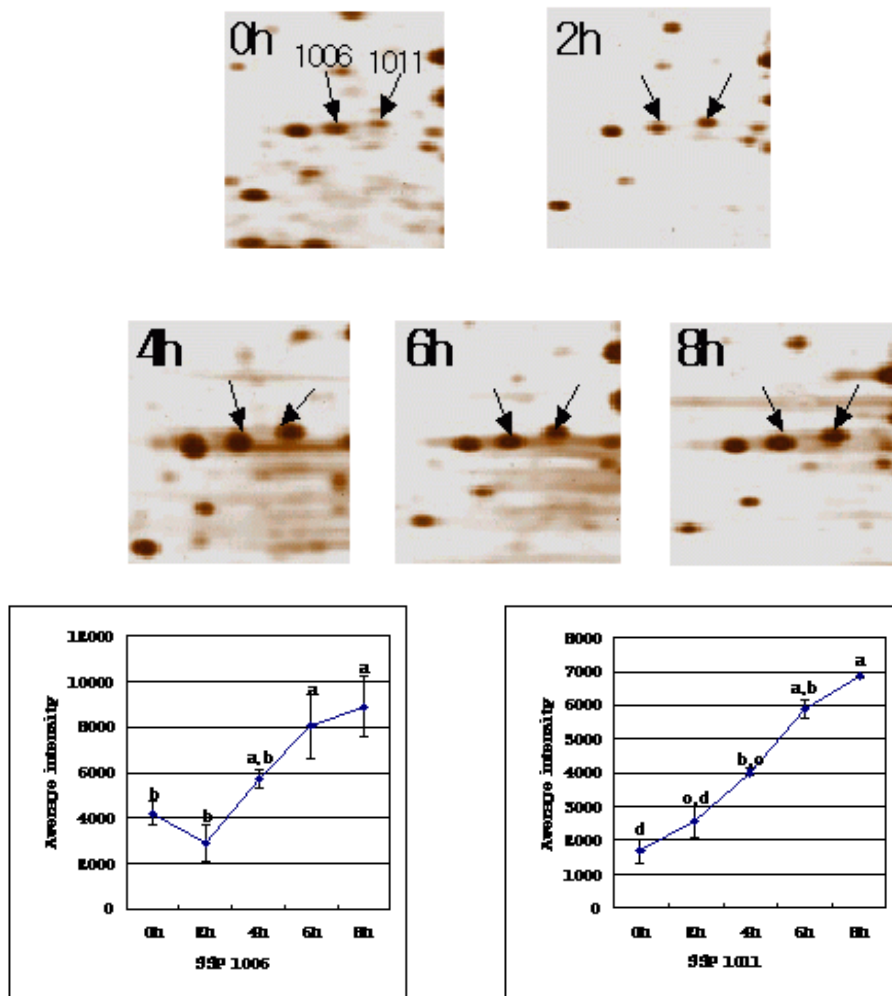 0h
1006 1011
2h
4h
6h
8h
12000
10000
8000
6000
4000
2000
0
Average intensity
b
b
a,b
a
a
0h 2h 4h 6h 8h
SSP 1006
8000
7000
6000
5000
4000
3000
2000
1000
0
Average intensity
d
c,d
b,c
a,b
a
0h 2h 4h 6h 8h
SSP 1011